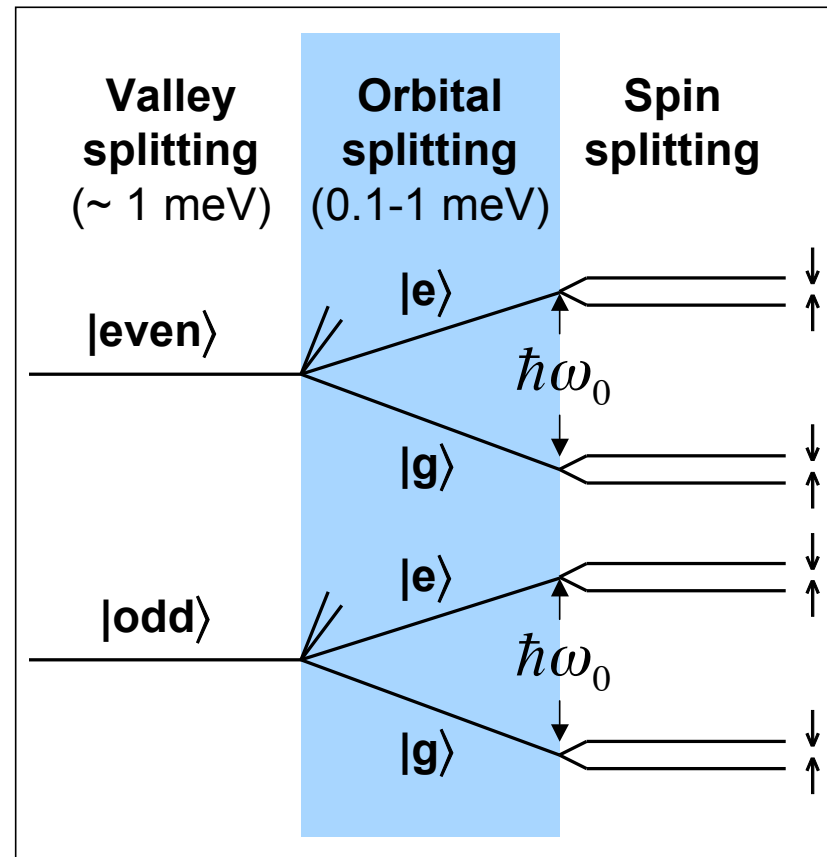 Valley splitting (~ 1 meV)
Orbital splitting (0.1-1 meV)
Spin splitting
|even⟩
|e⟩
ħω₀
|g⟩
↓
↑
↓
↑
|odd⟩
|e⟩
ħω₀
|g⟩
↓
↑
↓
↑